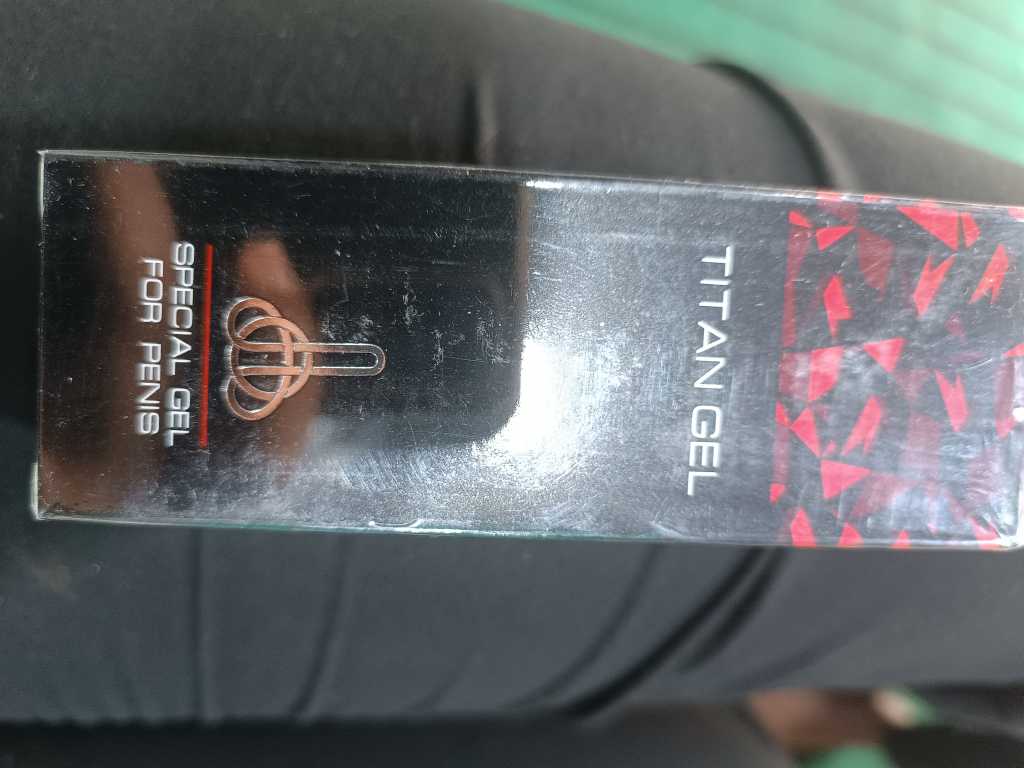 TITAN GEL
SPECIAL GEL
FOR PENIS